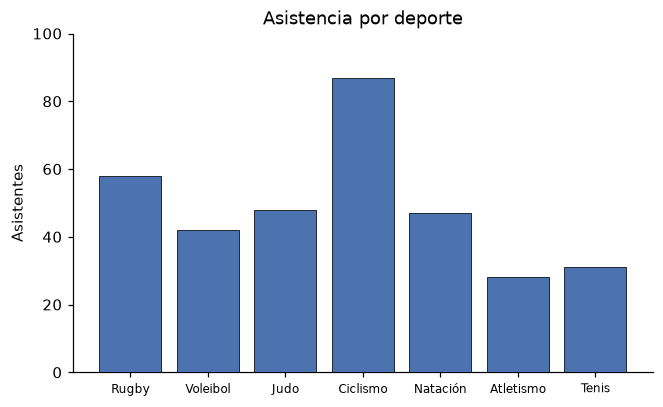 Asistencia por deporte
100
80
60
40
20
0
Asistentes
Rugby Voleibol Judo Ciclismo Natación Atletismo Tenis